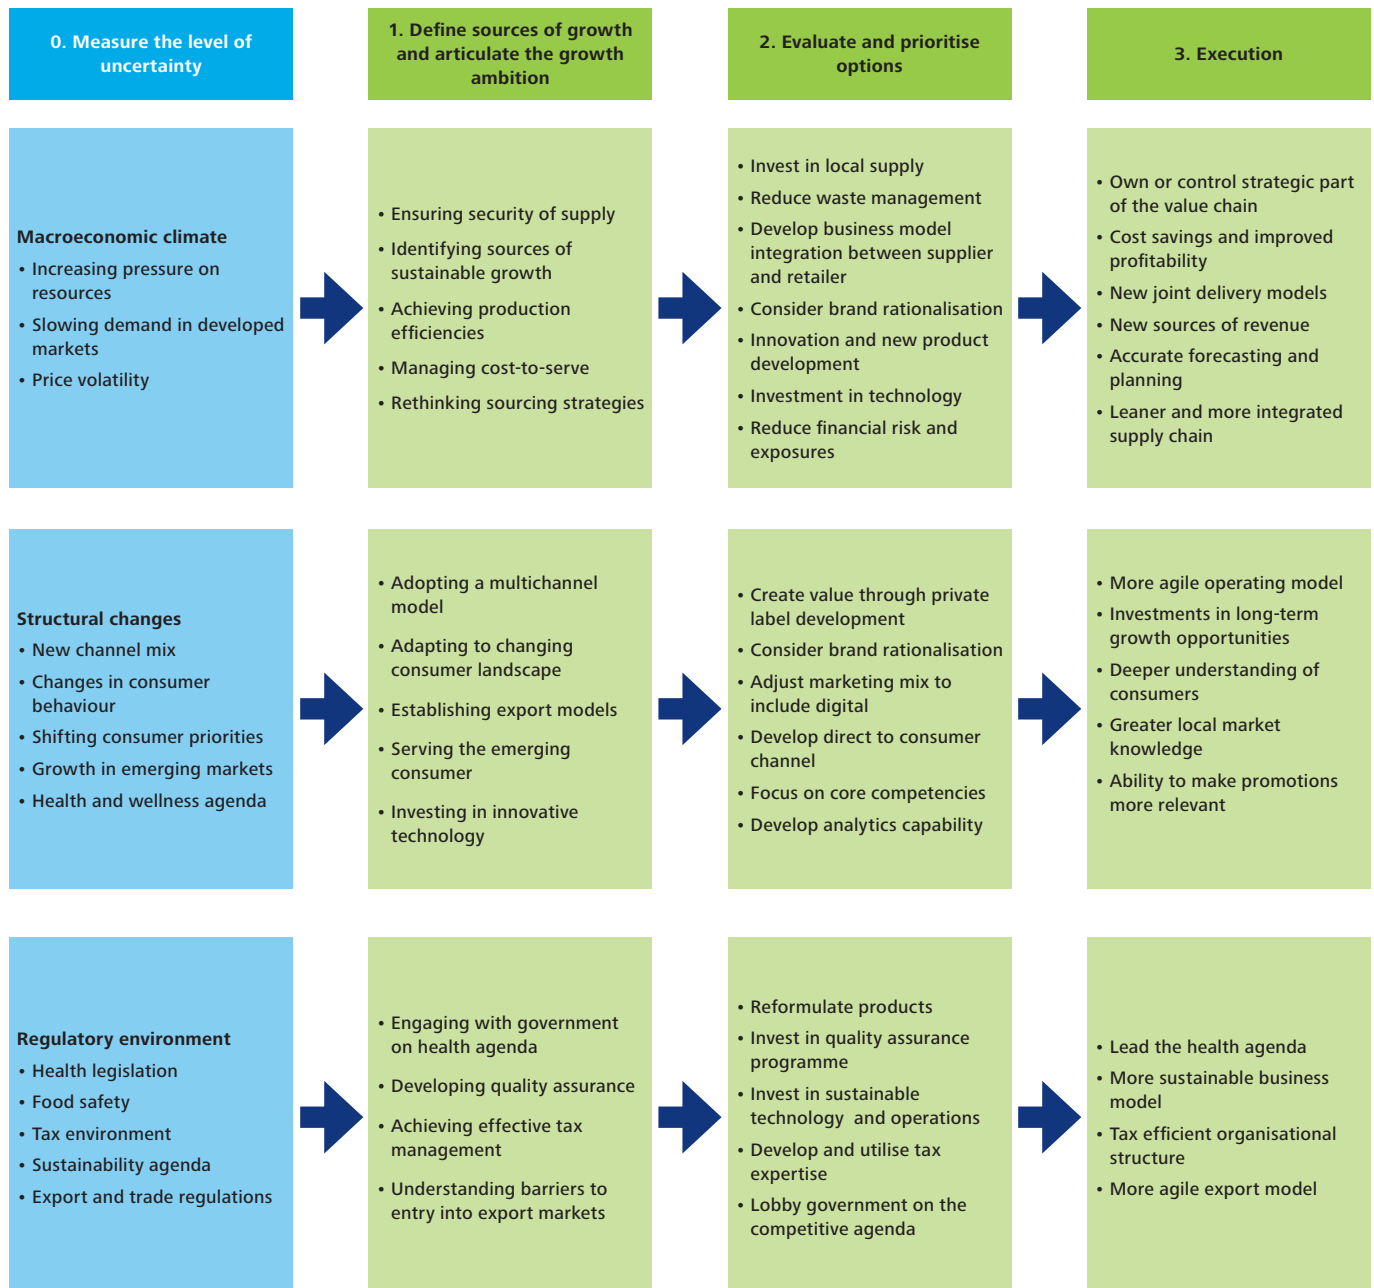 0. Measure the level of
uncertainty
1. Define sources of growth
and articulate the growth
ambition
2. Evaluate and prioritise
options
3. Execution
Macroeconomic climate
• Increasing pressure on
resources
• Slowing demand in developed
markets
• Price volatility
• Ensuring security of supply
• Identifying sources of
sustainable growth
• Achieving production
efficiencies
• Managing cost-to-serve
• Rethinking sourcing strategies
• Invest in local supply
• Reduce waste management
• Develop business model
integration between supplier
and retailer
• Consider brand rationalisation
• Innovation and new product
development
• Investment in technology
• Reduce financial risk and
exposures
• Own or control strategic part
of the value chain
• Cost savings and improved
profitability
• New joint delivery models
• New sources of revenue
• Accurate forecasting and
planning
• Leaner and more integrated
supply chain
Structural changes
• New channel mix
• Changes in consumer
behaviour
• Shifting consumer priorities
• Growth in emerging markets
• Health and wellness agenda
• Adopting a multichannel
model
• Adapting to changing
consumer landscape
• Establishing export models
• Serving the emerging
consumer
• Investing in innovative
technology
• Create value through private
label development
• Consider brand rationalisation
• Adjust marketing mix to
include digital
• Develop direct to consumer
channel
• Focus on core competencies
• Develop analytics capability
• More agile operating model
• Investments in long-term
growth opportunities
• Deeper understanding of
consumers
• Greater local market
knowledge
• Ability to make promotions
more relevant
Regulatory environment
• Health legislation
• Food safety
• Tax environment
• Sustainability agenda
• Export and trade regulations
• Engaging with government
on health agenda
• Developing quality assurance
• Achieving effective tax
management
• Understanding barriers to
entry into export markets
• Reformulate products
• Invest in quality assurance
programme
• Invest in sustainable
technology  and operations
• Develop and utilise tax
expertise
• Lobby government on the
competitive agenda
• Lead the health agenda
• More sustainable business
model
• Tax efficient organisational
structure
• More agile export model